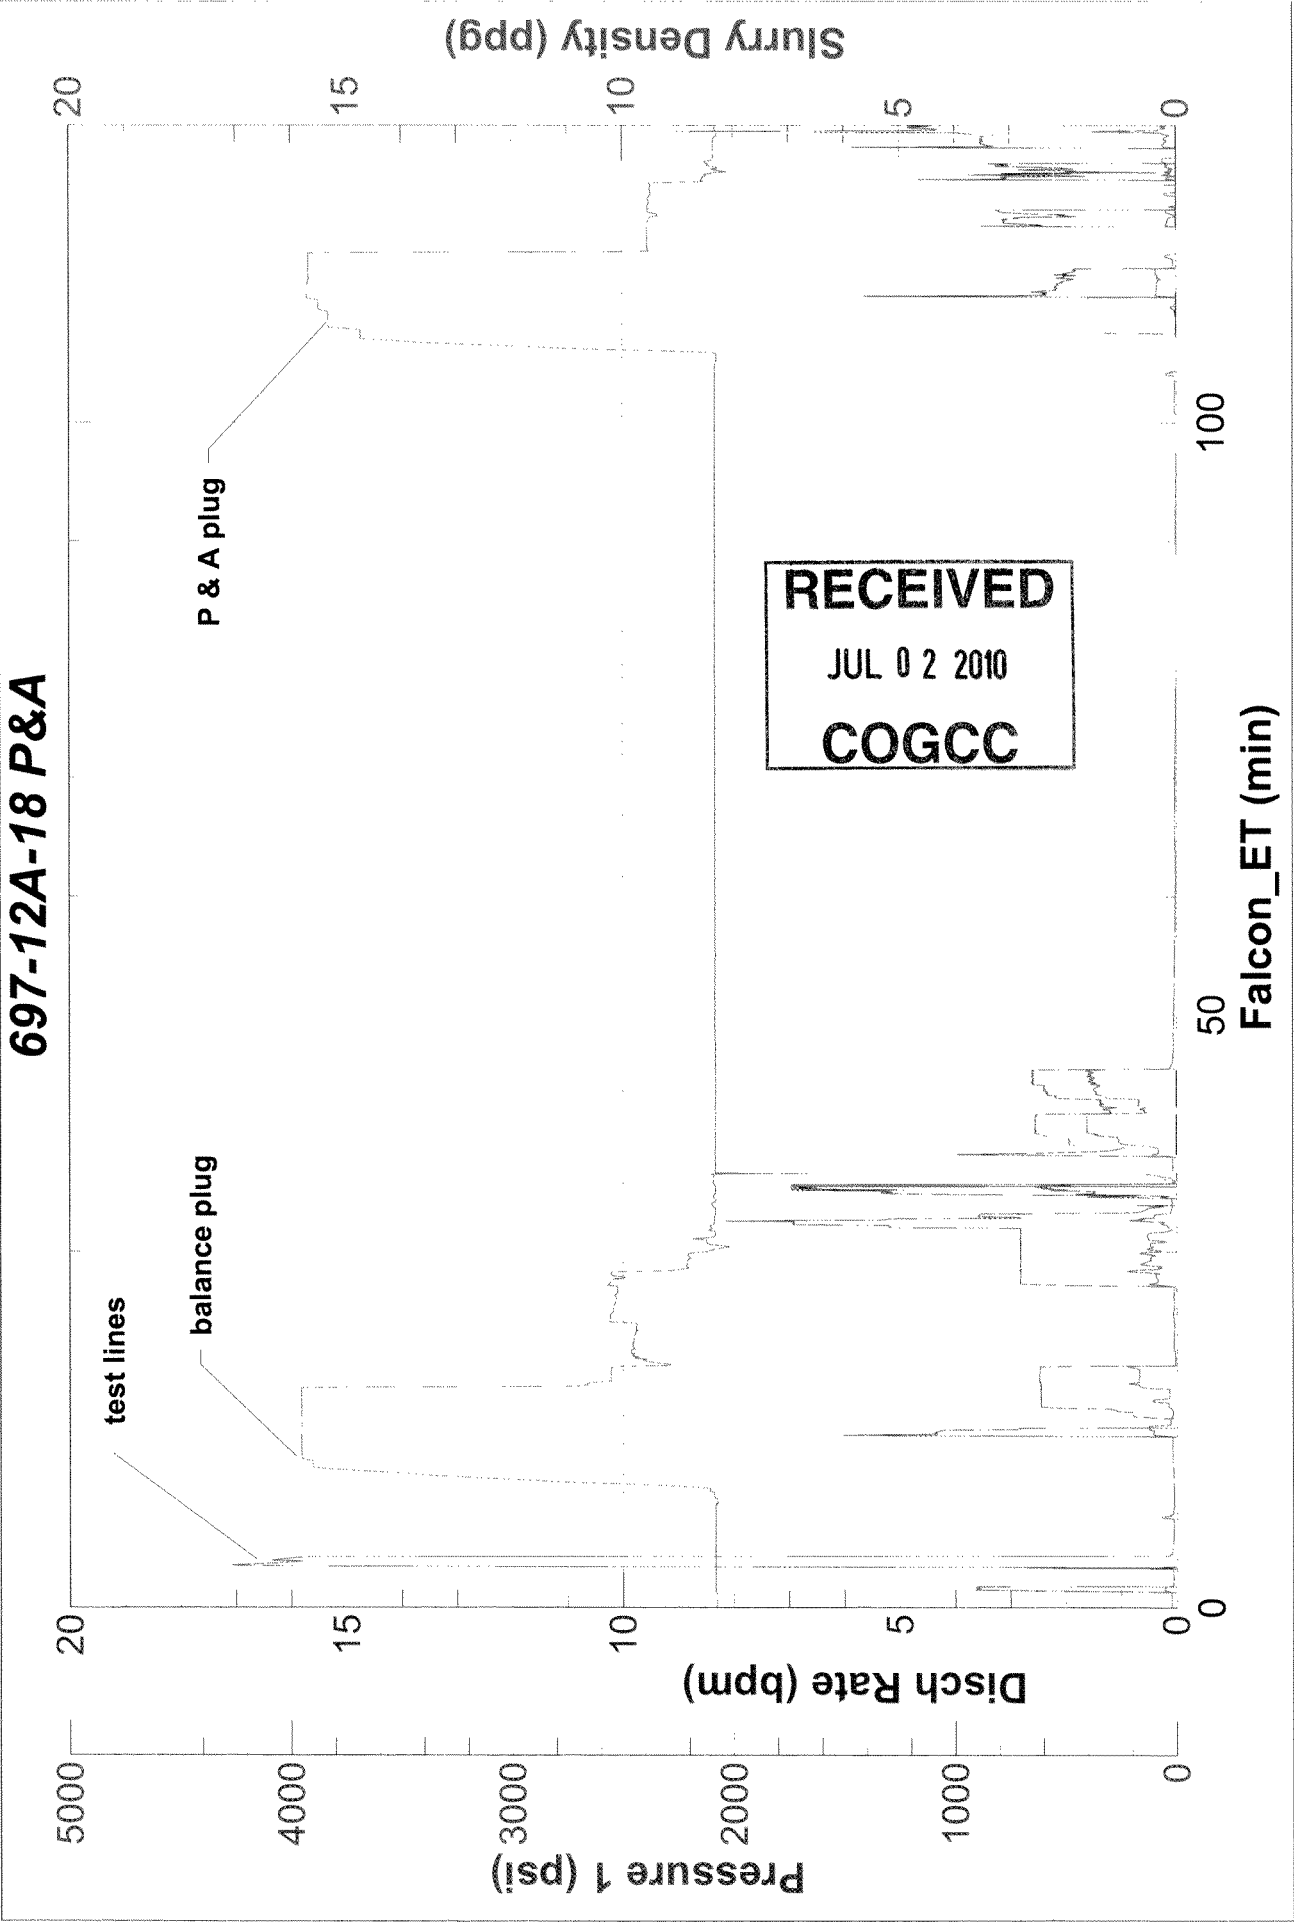 697-12A-18 P&A
test lines
balance plug
P & A plug
5000
4000
3000
2000
1000
0
Pressure 1 (psi)
20
15
10
5
0
Disch Rate (bpm)
20
15
10
5
0
Slurry Density (ppg)
0
50
100
Falcon_ET (min)
RECEIVED
JUL 02 2010
COGCC